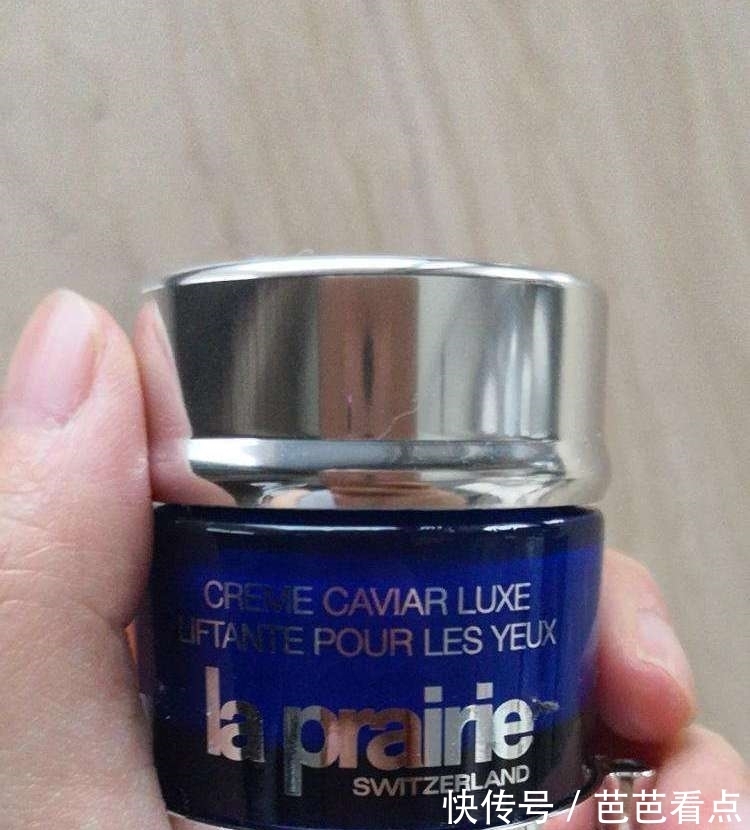 CREME CAVIAR LUXE
LIFTANTE POUR LES YEUX
la prairie
SWITZERLAND
快传号 / 芭芭看点